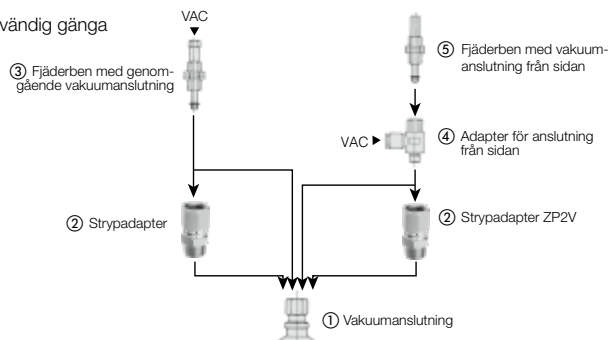 vändig gänga
VAC
③ Fjäderben med genom-
gående vakuumanslutning
⑤ Fjäderben med vakuum-
anslutning från sidan
VAC
④ Adapter för anslutning
från sidan
② Strypadapter
② Strypadapter ZP2V
① Vakuumanslutning